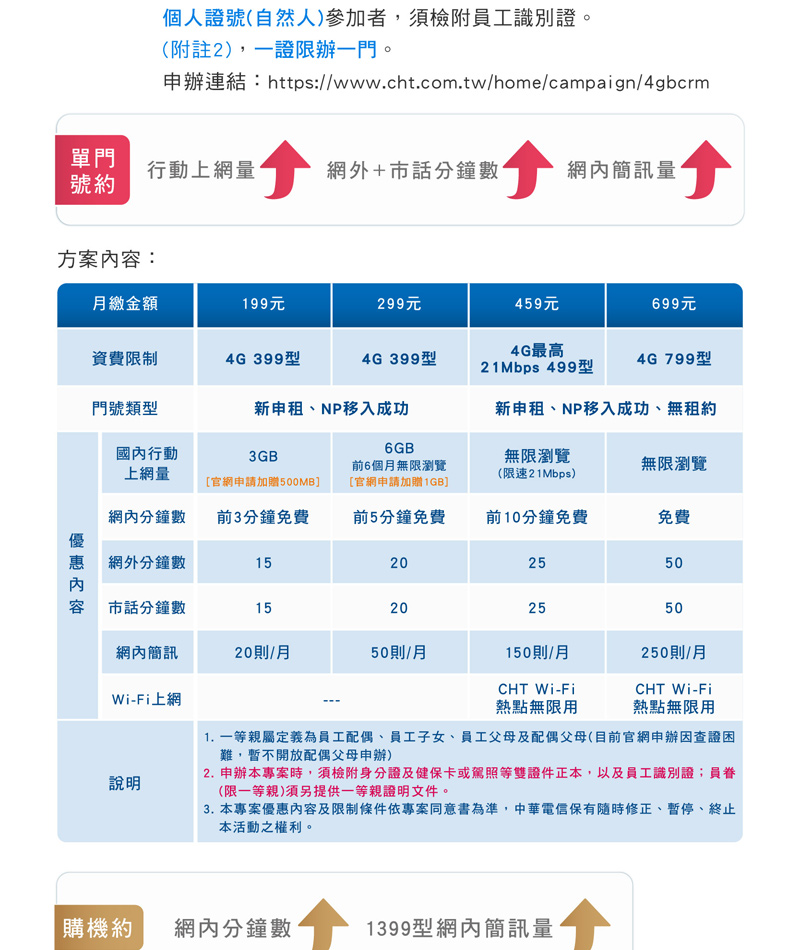 個人證號(自然人)參加者，須檢附員工識別證。
(附註2)，一證限辦一門。
申辦連結：https://www.cht.com.tw/home/campaign/4gbcrm
單門
號約
行動上網量 網外+市話分鐘數 網內簡訊量
方案內容：
月繳金額 199元 299元 459元 699元
資費限制 4G 399型 4G 399型 4G最高
21Mbps 499型 4G 799型
門號類型 新申租、NP移入成功 新申租、NP移入成功、無租約
優惠內容
國內行動
上網量
3GB
[官網申請加贈500MB]
6GB
前6個月無限瀏覽
[官網申請加贈1GB]
無限瀏覽
(限速21Mbps)
無限瀏覽
網內分鐘數 前3分鐘免費 前5分鐘免費 前10分鐘免費 免費
網外分鐘數 15 20 25 50
市話分鐘數 15 20 25 50
網內簡訊 20則/月 50則/月 150則/月 250則/月
Wi-Fi上網 ---
CHT Wi-Fi
熱點無限用
CHT Wi-Fi
熱點無限用
說明
1. 一等親屬定義為員工配偶、員工子女、員工父母及配偶父母(目前官網申辦因查證困
難，暫不開放配偶父母申辦)
2. 申辦本專案時，須檢附身分證及健保卡或駕照等雙證件正本，以及員工識別證；員眷
(限一等親)須另提供一等親證明文件。
3. 本專案優惠內容及限制條件依專案同意書為準，中華電信保有隨時修正、暫停、終止
本活動之權利。
購機約 網內分鐘數 1399型網內簡訊量